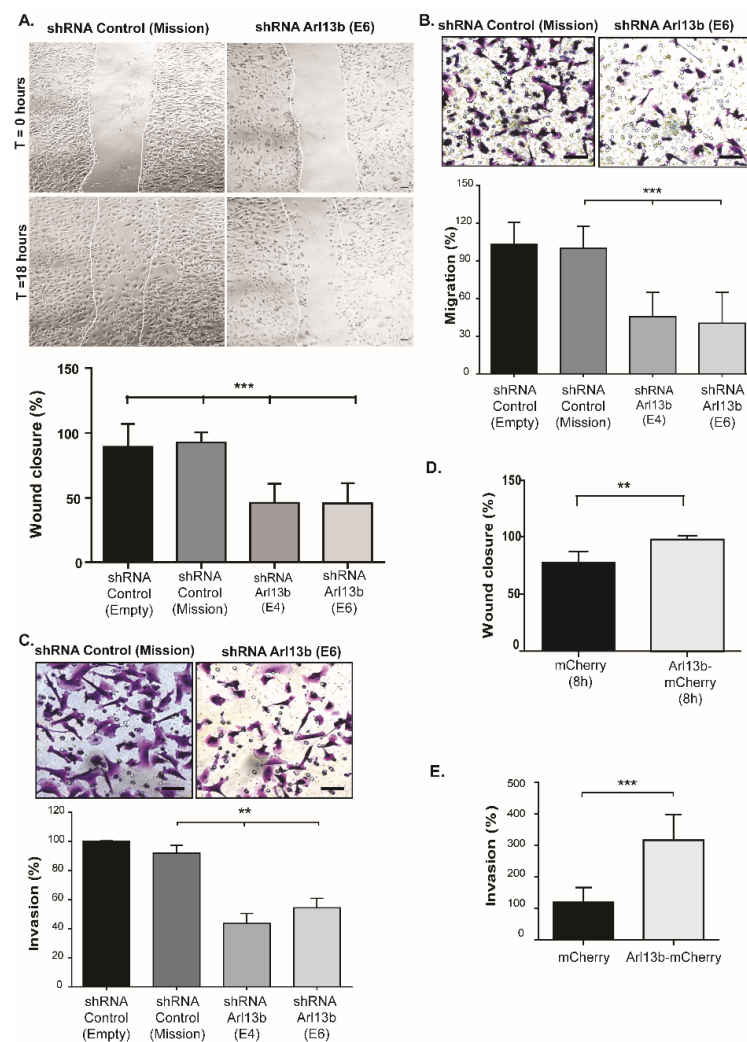 A.
shRNA Control (Mission) shRNA Arl13b (E6)
T = 0 hours
T =18 hours
Wound closure (%)
150
100
50
0
***
shRNA Control (Empty)
shRNA Control (Mission)
shRNA Arl13b (E4)
shRNA Arl13b (E6)
B.
shRNA Control (Mission) shRNA Arl13b (E6)
Migration (%)
150
120
90
60
30
0
***
shRNA Control (Empty)
shRNA Control (Mission)
shRNA Arl13b (E4)
shRNA Arl13b (E6)
C.
shRNA Control (Mission) shRNA Arl13b (E6)
Invasion (%)
120
100
80
60
40
20
0
**
shRNA Control (Empty)
shRNA Control (Mission)
shRNA Arl13b (E4)
shRNA Arl13b (E6)
D.
Wound closure (%)
150
100
50
0
**
mCherry (8h)
Arl13b-mCherry (8h)
E.
Invasion (%)
500
400
300
200
100
0
***
mCherry
Arl13b-mCherry